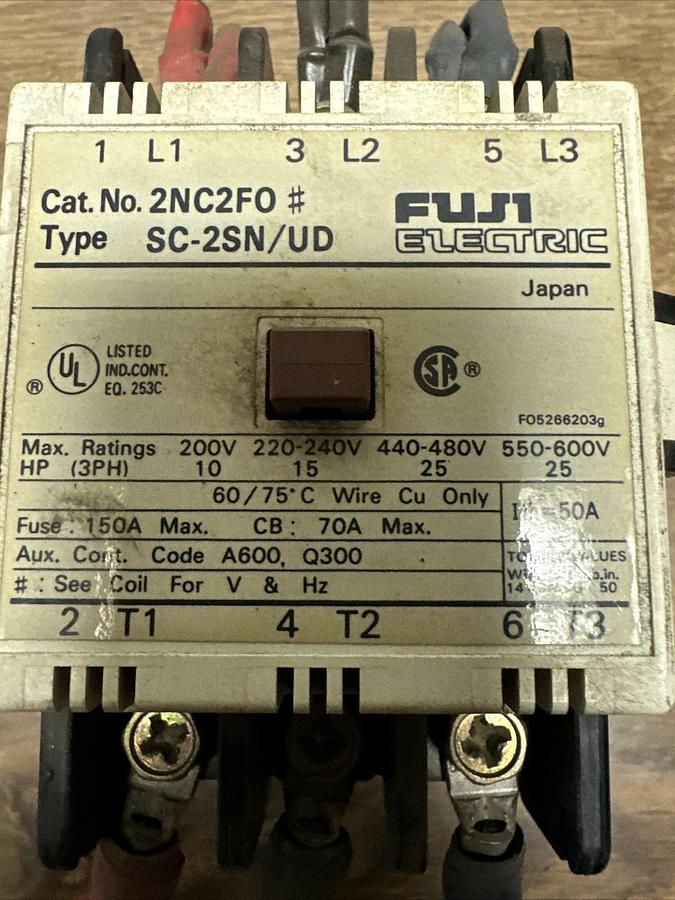 1 L1 3 L2 5 L3
Cat. No. 2NC2FO #
Type SC-2SN/UD
FUJI
ELECTRIC
Japan
UL
®
LISTED
IND.CONT.
EQ. 253C
SA ®
FO5266203g
Max. Ratings 200V 220-240V 440-480V 550-600V
HP (3PH) 10 15 25 25
60/75°C Wire Cu Only
=50A
Fuse : 150A Max. CB : 70A Max.
Aux. Cont. Code A600, Q300
# : See Coil For V & Hz
50
2 T1 4 T2 6 T3